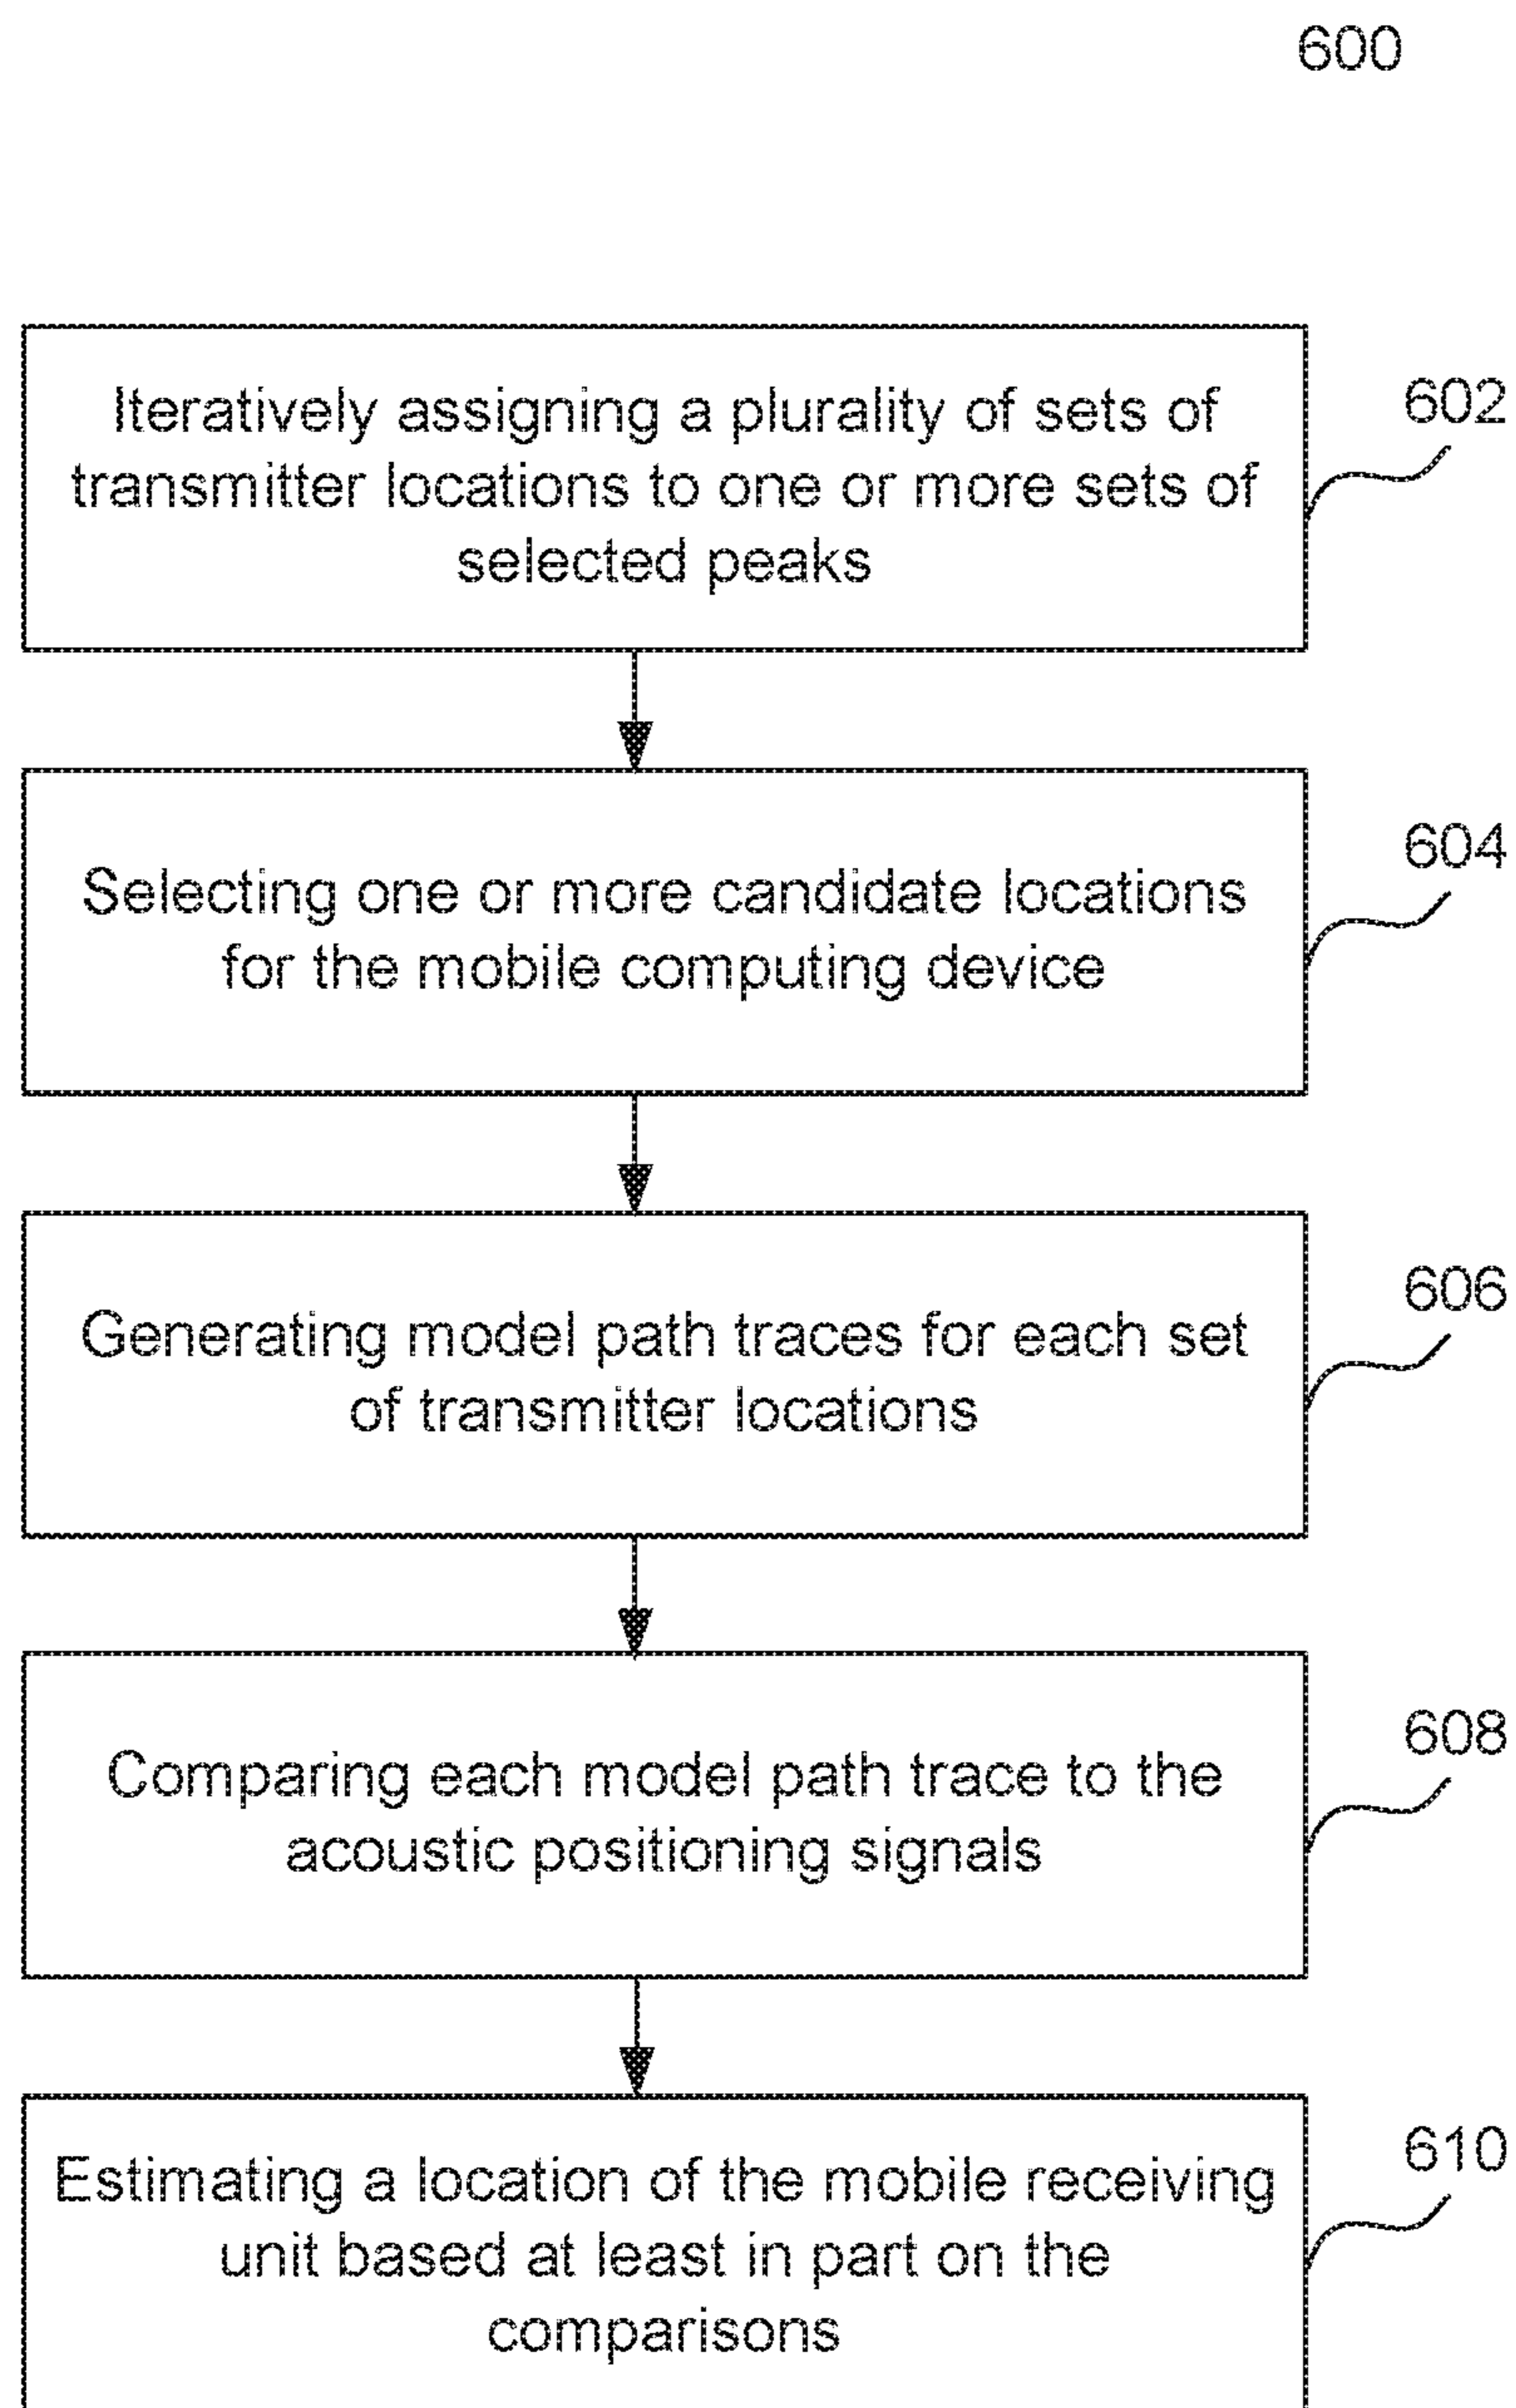 600
Iteratively assigning a plurality of sets of
transmitter locations to one or more sets of
selected peaks
602
Selecting one or more candidate locations
for the mobile computing device
604
Generating model path traces for each set
of transmitter locations
606
Comparing each model path trace to the
acoustic positioning signals
608
Estimating a location of the mobile receiving
unit based at least in part on the
comparisons
610